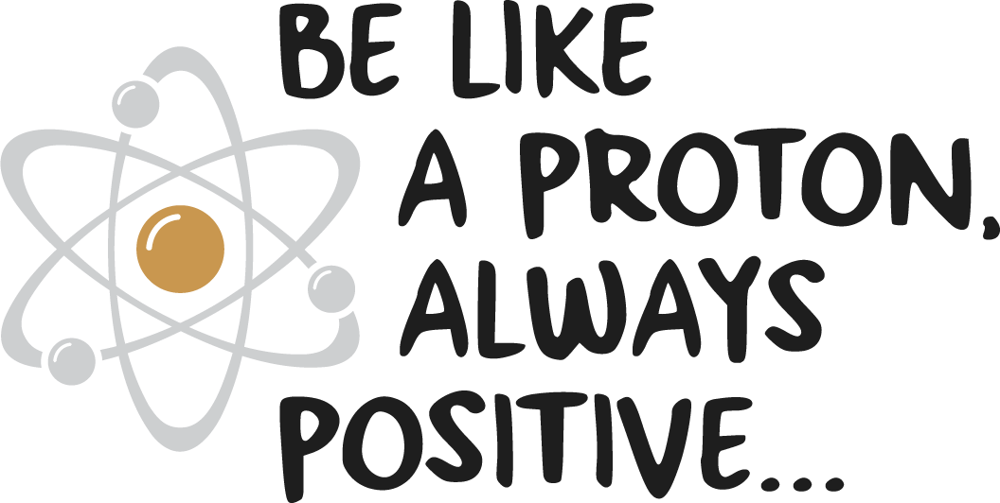 BE LIKE
A PROTON,
ALWAYS
POSITIVE...